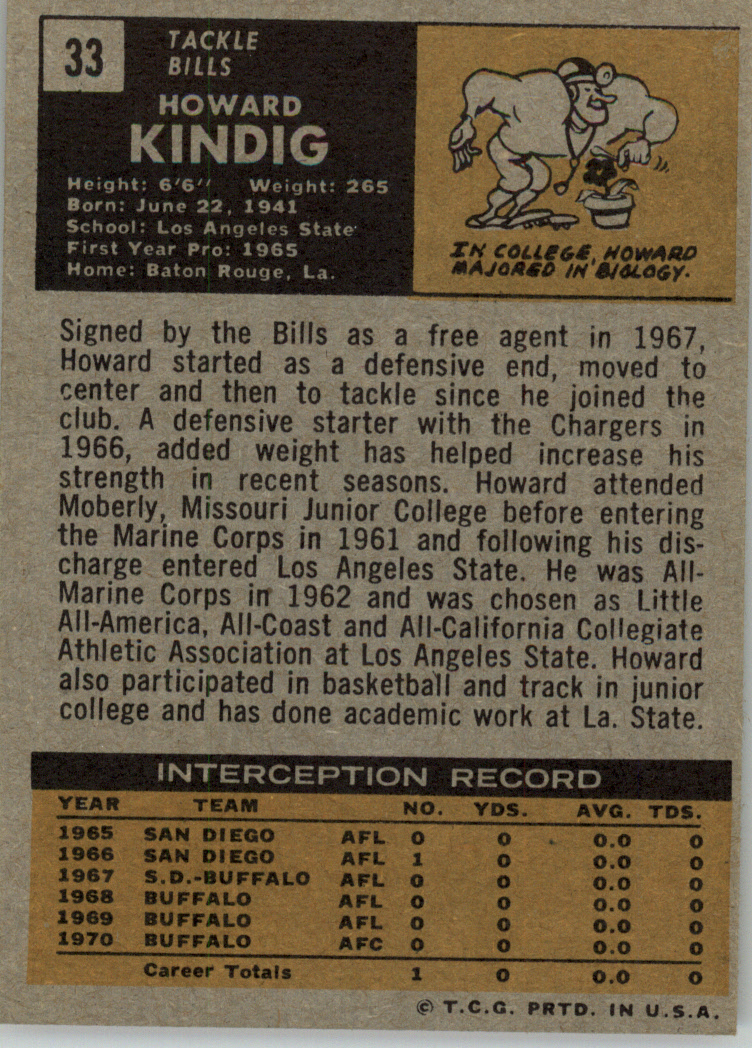 33
TACKLE
BILLS
HOWARD
KINDIG
Height: 6'6" Weight: 265
Born: June 22, 1941
School: Los Angeles State
First Year Pro: 1965
Home: Baton Rouge, La.
IN COLLEGE, HOWARD
MAJORED IN BIOLOGY.
Signed by the Bills as a free agent in 1967,
Howard started as a defensive end, moved to
center and then to tackle since he joined the
club. A defensive starter with the Chargers in
1966, added weight has helped increase his
strength in recent seasons. Howard attended
Moberly, Missouri Junior College before entering
the Marine Corps in 1961 and following his dis-
charge entered Los Angeles State. He was All-
Marine Corps in 1962 and was chosen as Little
All-America, All-Coast and All-California Collegiate
Athletic Association at Los Angeles State. Howard
also participated in basketball and track in junior
college and has done academic work at La. State.
INTERCEPTION RECORD
YEAR TEAM NO. YDS. AVG. TDS.
1965 SAN DIEGO AFL 0 0 0.0 0
1966 SAN DIEGO AFL 1 0 0.0 0
1967 S.D.-BUFFALO AFL 0 0 0.0 0
1968 BUFFALO AFL 0 0 0.0 0
1969 BUFFALO AFL 0 0 0.0 0
1970 BUFFALO AFC 0 0 0.0 0
Career Totals 1 0 0.0 0
© T.C.G. PRTD. IN U.S.A.